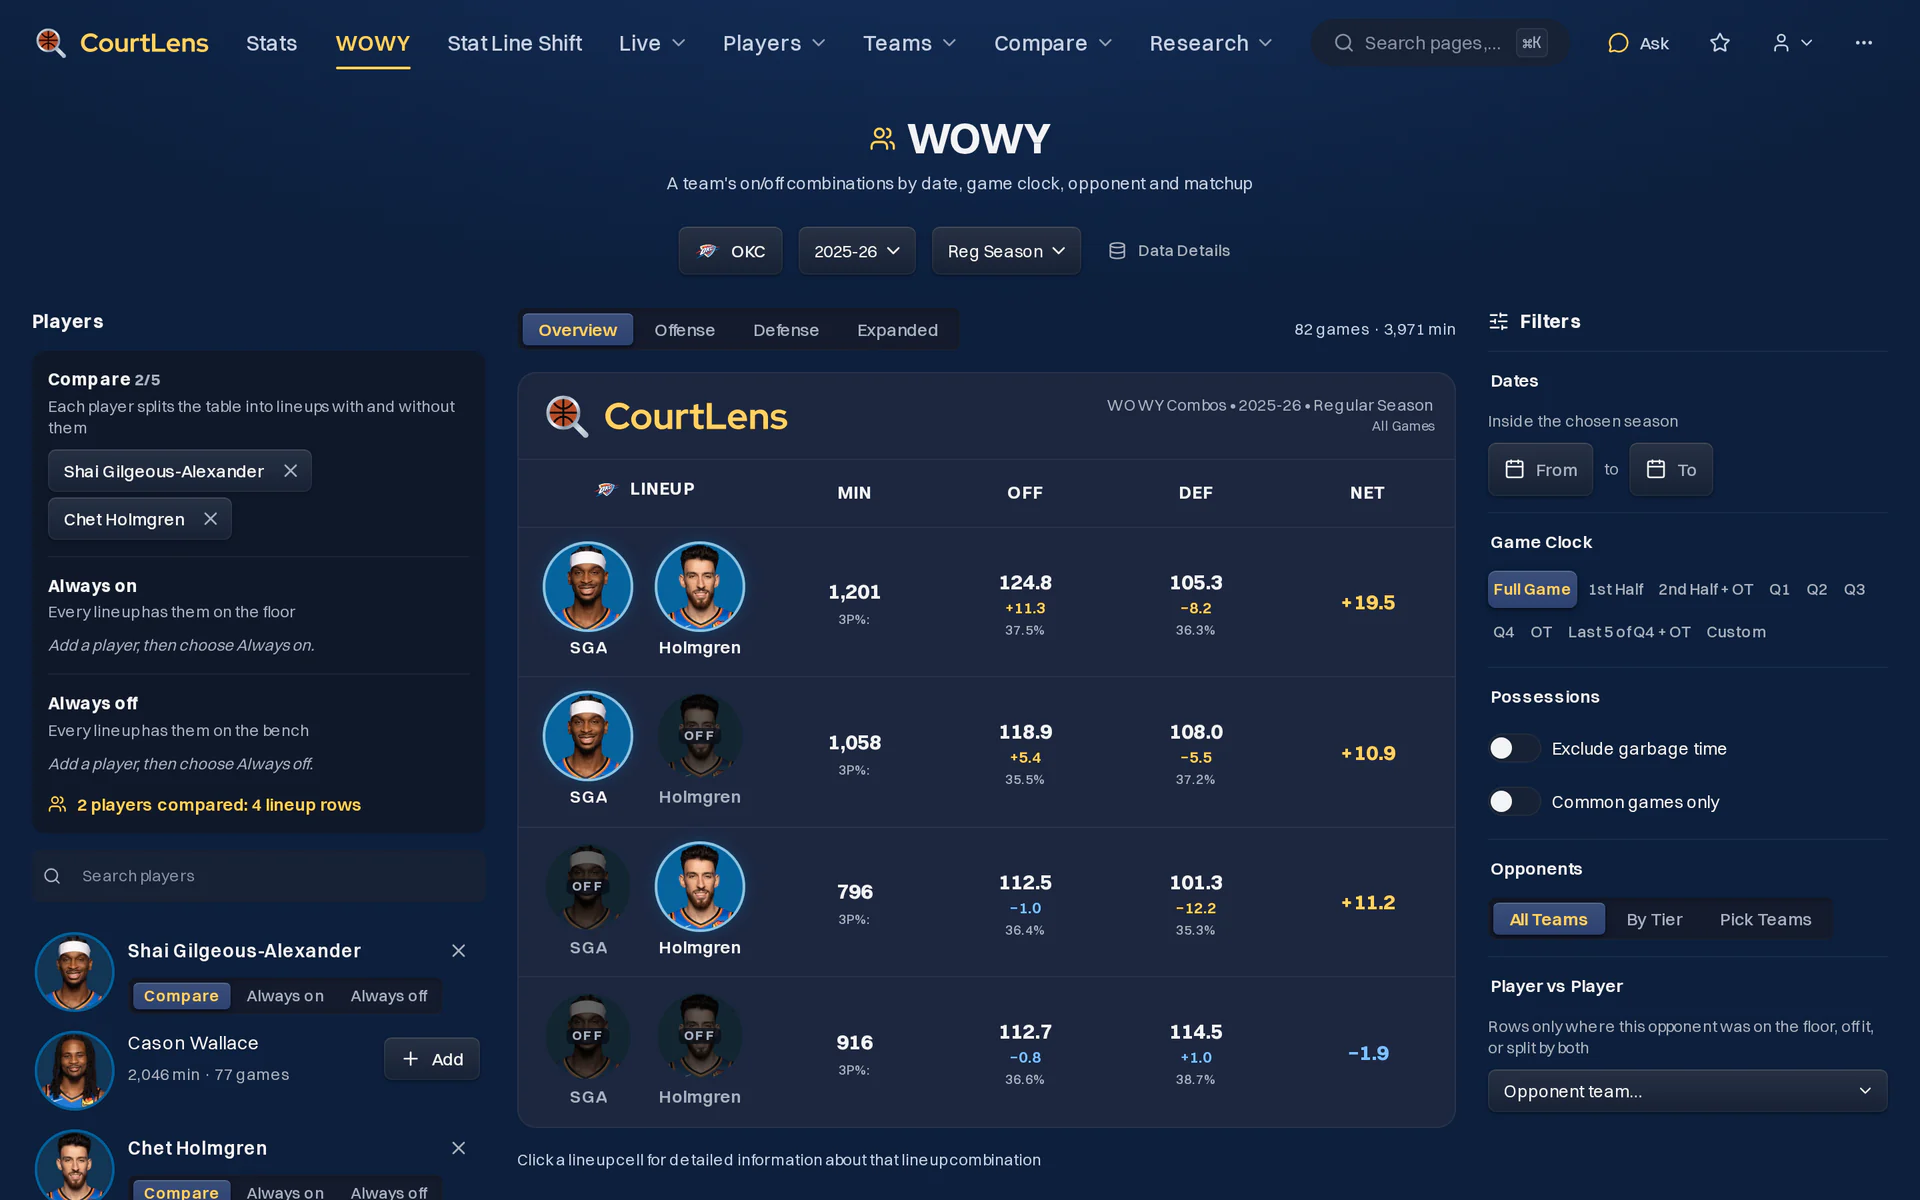 CourtLens
Stats
WOWY
Stat Line Shift
Live
Players
Teams
Compare
Research
Search pages,...
⌘K
Ask
WOWY
A team's on/off combinations by date, game clock, opponent and matchup
OKC
2025-26
Reg Season
Data Details
Players
Compare 2/5
Each player splits the table into lineups with and without
them
Shai Gilgeous-Alexander
Chet Holmgren
Always on
Every lineup has them on the floor
Add a player, then choose Always on.
Always off
Every lineup has them on the bench
Add a player, then choose Always off.
2 players compared: 4 lineup rows
Search players
Shai Gilgeous-Alexander
Compare Always on Always off
Cason Wallace
2,046 min · 77 games
Add
Chet Holmgren
Compare Always on Always off
Overview Offense Defense Expanded
82 games · 3,971 min
CourtLens
WOWY Combos • 2025-26 • Regular Season
All Games
LINEUP MIN OFF DEF NET
SGA Holmgren
1,201
3P%:
124.8
+11.3
37.5%
105.3
−8.2
36.3%
+19.5
OFF
SGA Holmgren
1,058
3P%:
118.9
+5.4
35.5%
108.0
−5.5
37.2%
+10.9
OFF
SGA Holmgren
796
3P%:
112.5
−1.0
36.4%
101.3
−12.2
35.3%
+11.2
OFF OFF
SGA Holmgren
916
3P%:
112.7
−0.8
36.6%
114.5
+1.0
38.7%
−1.9
Click a lineup cell for detailed information about that lineup combination
Filters
Dates
Inside the chosen season
From to To
Game Clock
Full Game 1st Half 2nd Half + OT Q1 Q2 Q3
Q4 OT Last 5 of Q4 + OT Custom
Possessions
Exclude garbage time
Common games only
Opponents
All Teams By Tier Pick Teams
Player vs Player
Rows only where this opponent was on the floor, off it,
or split by both
Opponent team...